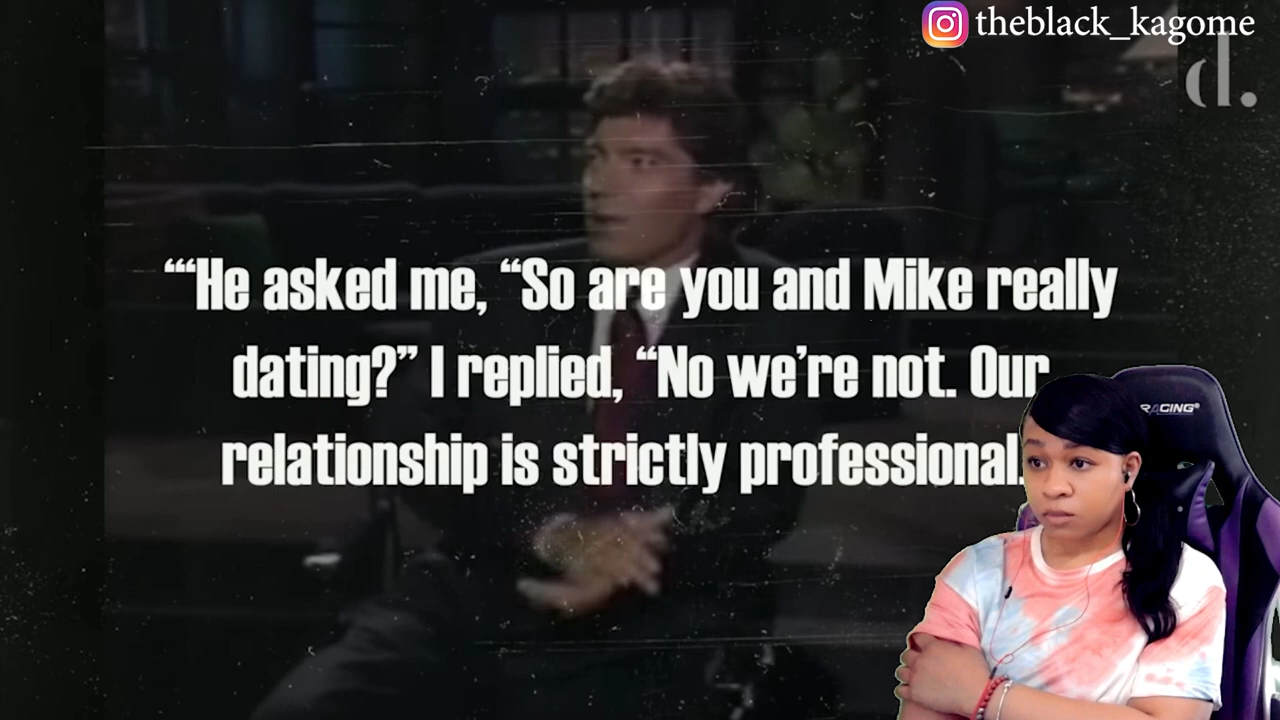 theblack_kagome
d.
“‘He asked me, “So are you and Mike really
dating?” I replied, “No we’re not. Our
relationship is strictly professional.
RACING®